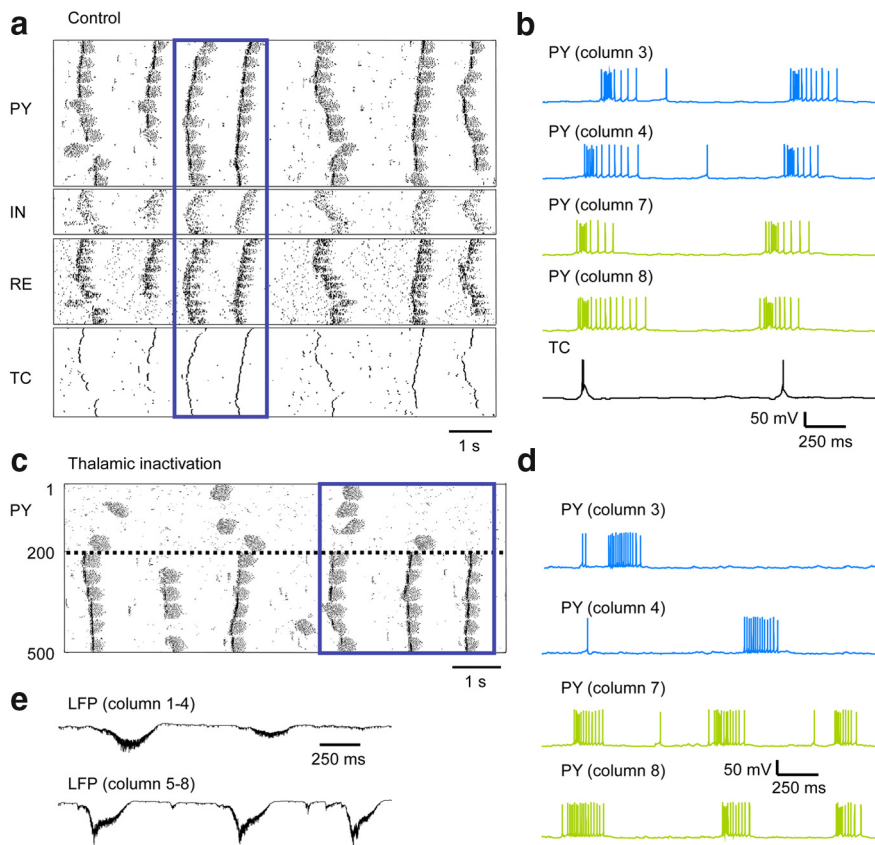 a
Control
PY
IN
RE
TC
1 s
b
PY (column 3)
PY (column 4)
PY (column 7)
PY (column 8)
TC
50 mV
250 ms
c
Thalamic inactivation
PY
1
200
500
1 s
d
PY (column 3)
PY (column 4)
PY (column 7)
PY (column 8)
50 mV
250 ms
e
LFP (column 1-4)
250 ms
LFP (column 5-8)